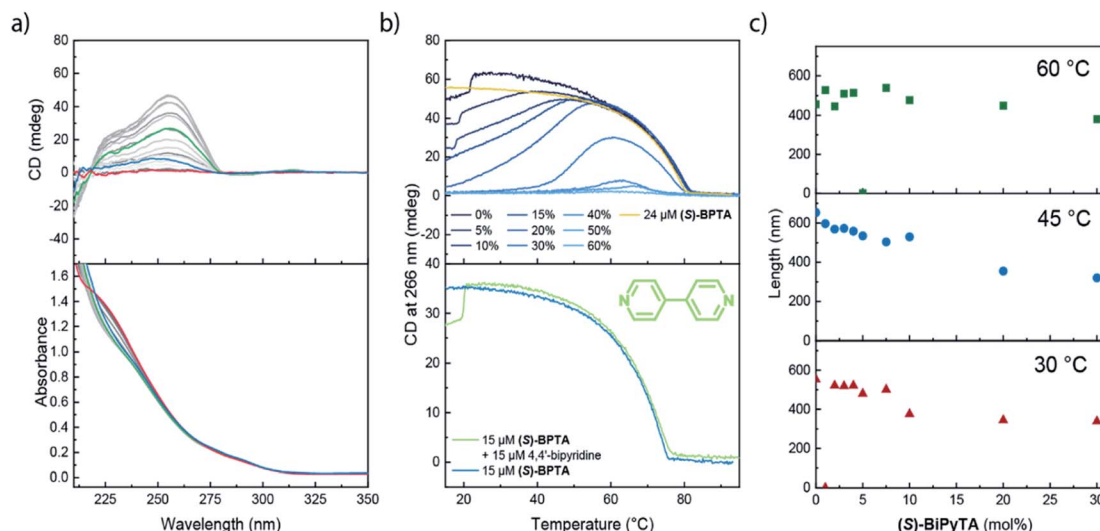 a)
b)
c)
80
60
40
20
0
-20
-40
CD (mdeg)
1.6
1.4
1.2
1.0
0.8
0.6
0.4
0.2
0.0
Absorbance
225 250 275 300 325 350
Wavelength (nm)
80
60
40
20
0
-20
CD (mdeg)
0% 15% 40% 24 µM (S)-BPTA
5% 20% 50%
10% 30% 60%
40
30
20
10
0
CD at 266 nm (mdeg)
N N
15 µM (S)-BPTA
+ 15 µM 4,4'-bipyridine
15 µM (S)-BPTA
20 40 60 80
Temperature (°C)
60 °C
600
400
200
0
45 °C
600
400
200
0
Length (nm)
30 °C
600
400
200
0
0 5 10 15 20 25 30
(S)-BiPyTA (mol%)